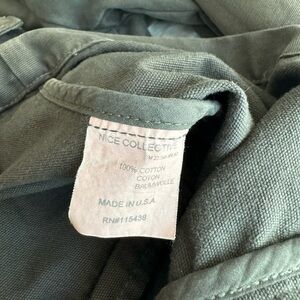 NICE COLLECTIVE
100% COTTON
COTON
BAUMWOLLE
MADE IN U.S.A.
RN#115438